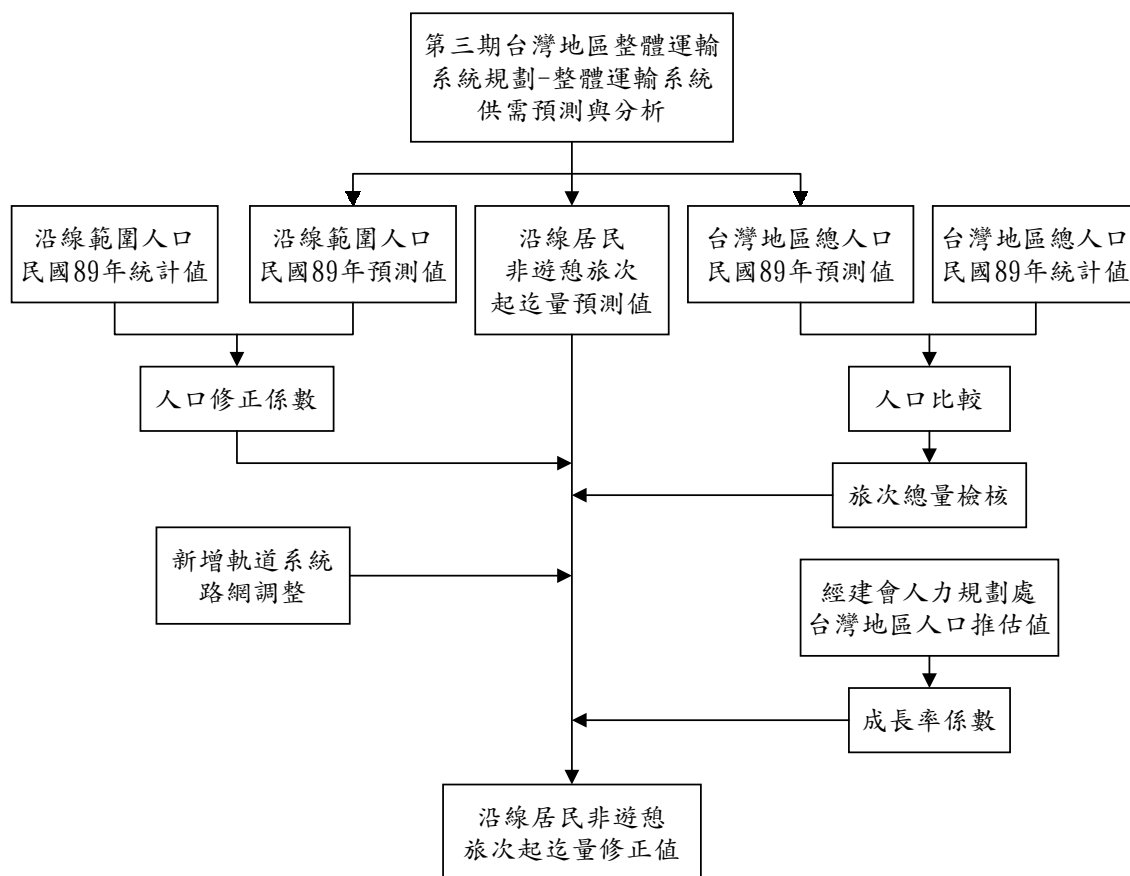 第三期台灣地區整體運輸
系統規劃-整體運輸系統
供需預測與分析
沿線範圍人口
民國89年統計值
沿線範圍人口
民國89年預測值
沿線居民
非遊憩旅次
起迄量預測值
台灣地區總人口
民國89年預測值
台灣地區總人口
民國89年統計值
人口修正係數
人口比較
旅次總量檢核
新增軌道系統
路網調整
經建會人力規劃處
台灣地區人口推估值
成長率係數
沿線居民非遊憩
旅次起迄量修正值